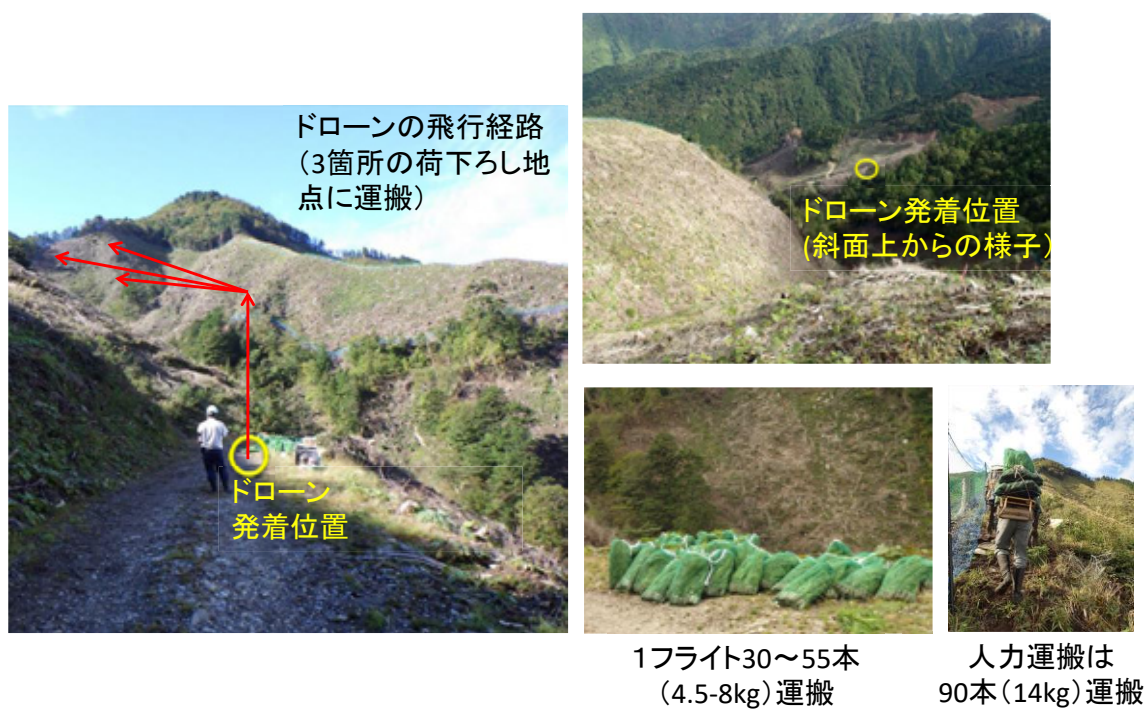 ドローンの飛行経路
（3箇所の荷下ろし地
点に運搬）
ドローン
発着位置
ドローン発着位置
(斜面上からの様子）
１フライト30～55本
（4.5-8kg）運搬
人力運搬は
90本（14kg）運搬